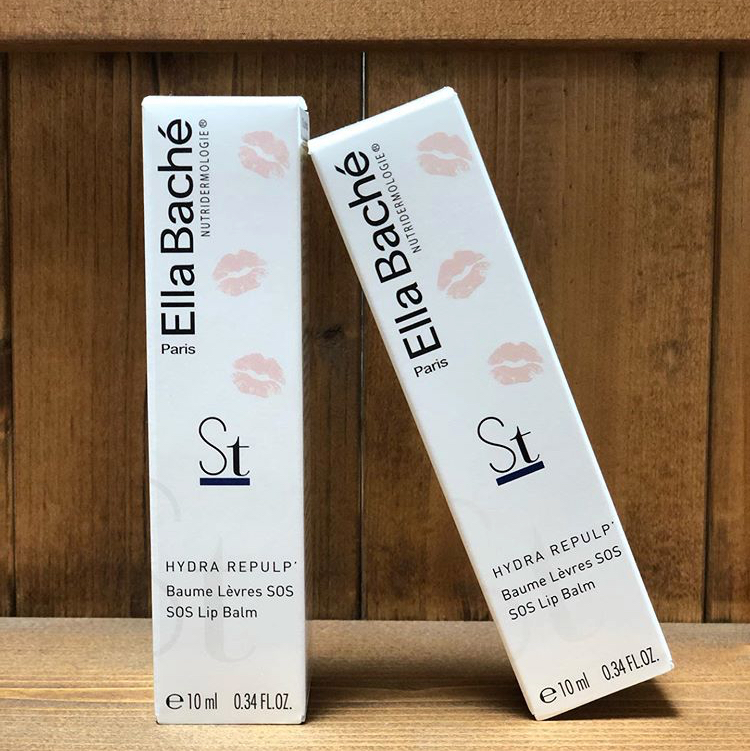 Ella Baché
NUTRIDERMOLOGIE®
Paris
St
HYDRA REPULP'
Baume Lèvres SOS
SOS Lip Balm
℮10 ml 0.34 FL.OZ.
Ella Baché
NUTRIDERMOLOGIE®
Paris
St
HYDRA REPULP'
Baume Lèvres SOS
SOS Lip Balm
℮10 ml 0.34 FL.OZ.